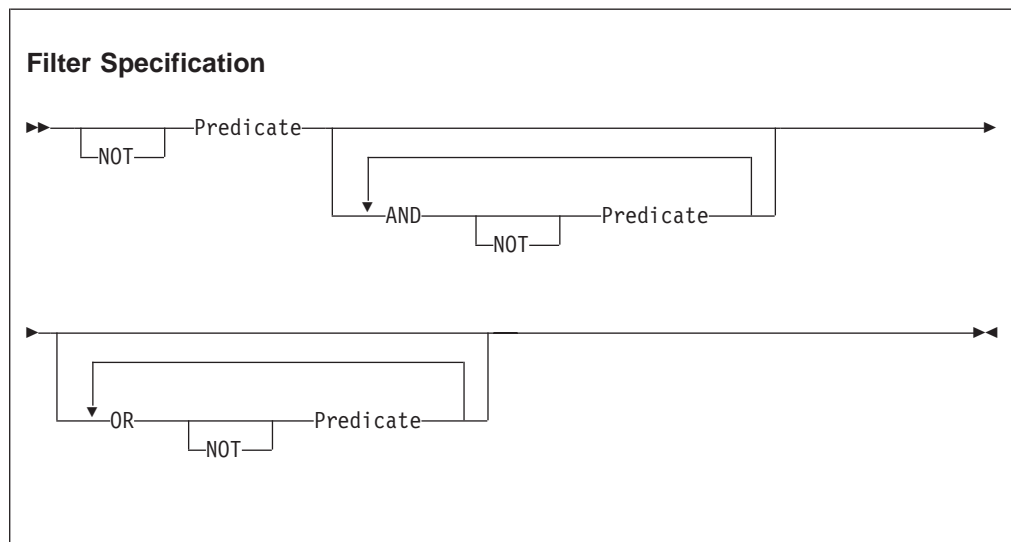 Filter Specification
Predicate
NOT
AND Predicate
NOT
OR Predicate
NOT